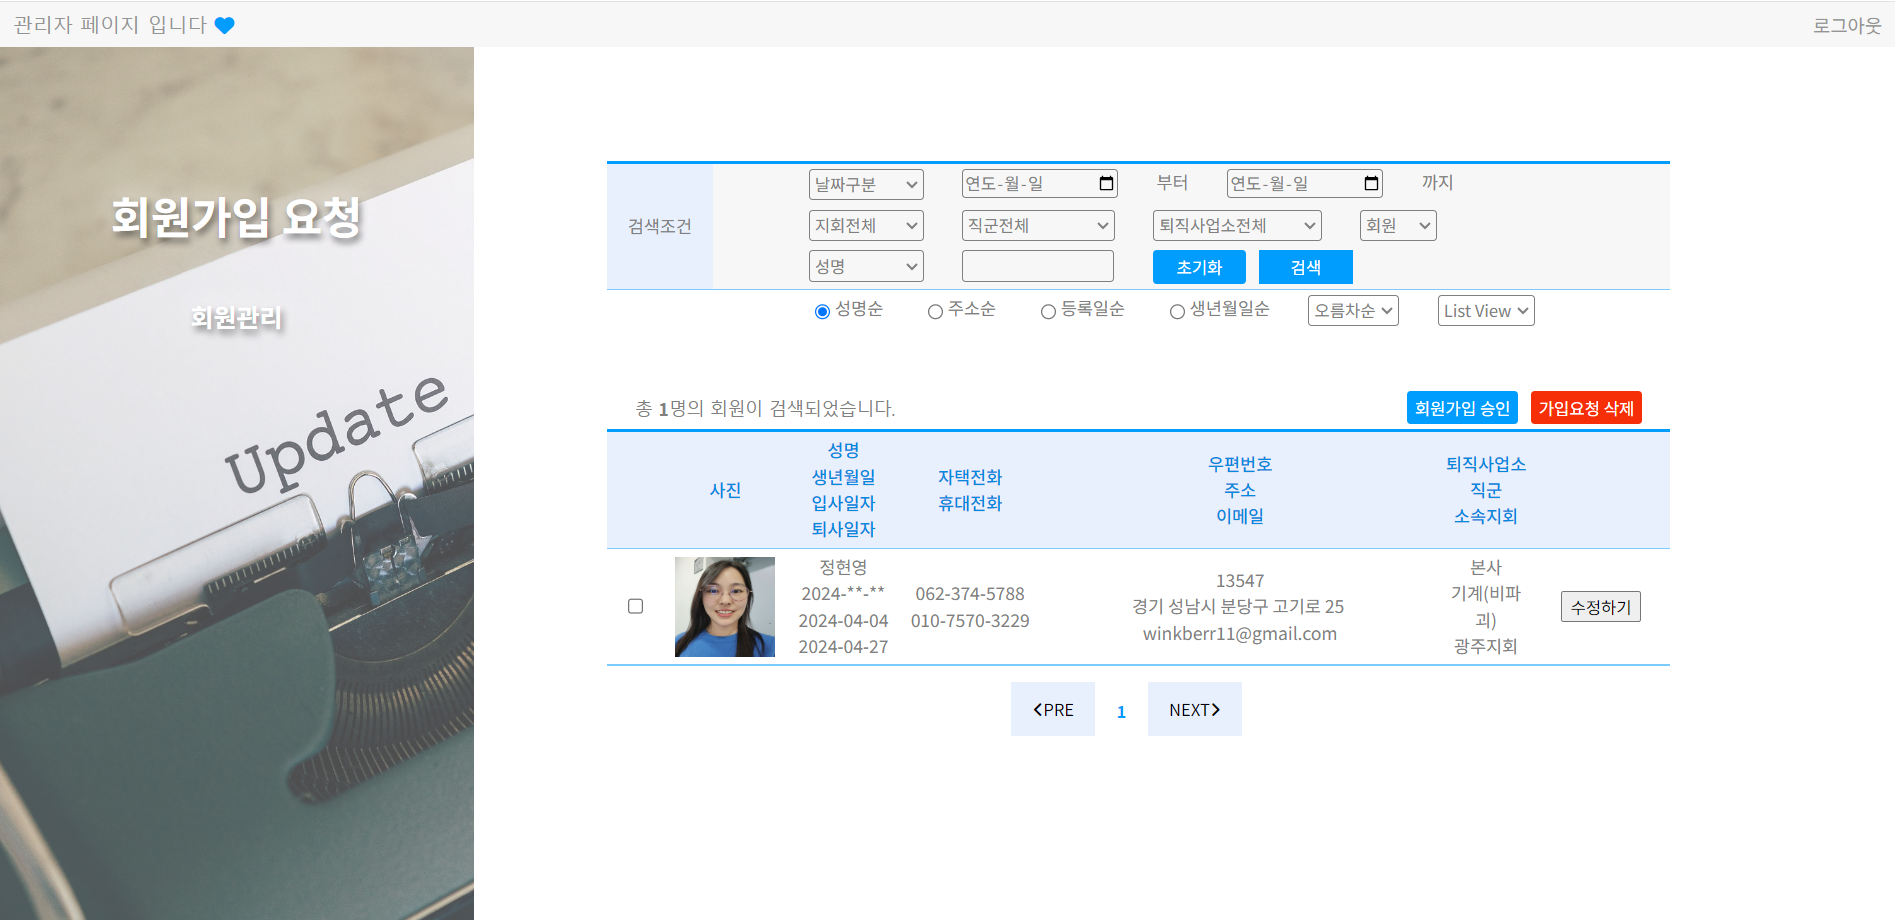 관리자 페이지 입니다
로그아웃
회원가입 요청
회원관리
Update
검색조건
날짜구분 연도-월-일 부터 연도-월-일 까지
지회전체 직군전체 퇴직사업소전체 회원
성명 초기화 검색
성명순 주소순 등록일순 생년월일순 오름차순 List View
총 1명의 회원이 검색되었습니다.
회원가입 승인 가입요청 삭제
사진
성명
생년월일
입사일자
퇴사일자
자택전화
휴대전화
우편번호
주소
이메일
퇴직사업소
직군
소속지회
정현영
2024-**-**
2024-04-04
2024-04-27
062-374-5788
010-7570-3229
13547
경기 성남시 분당구 고기로 25
winkberr11@gmail.com
본사
기계(비파
괴)
광주지회
수정하기
PRE 1 NEXT